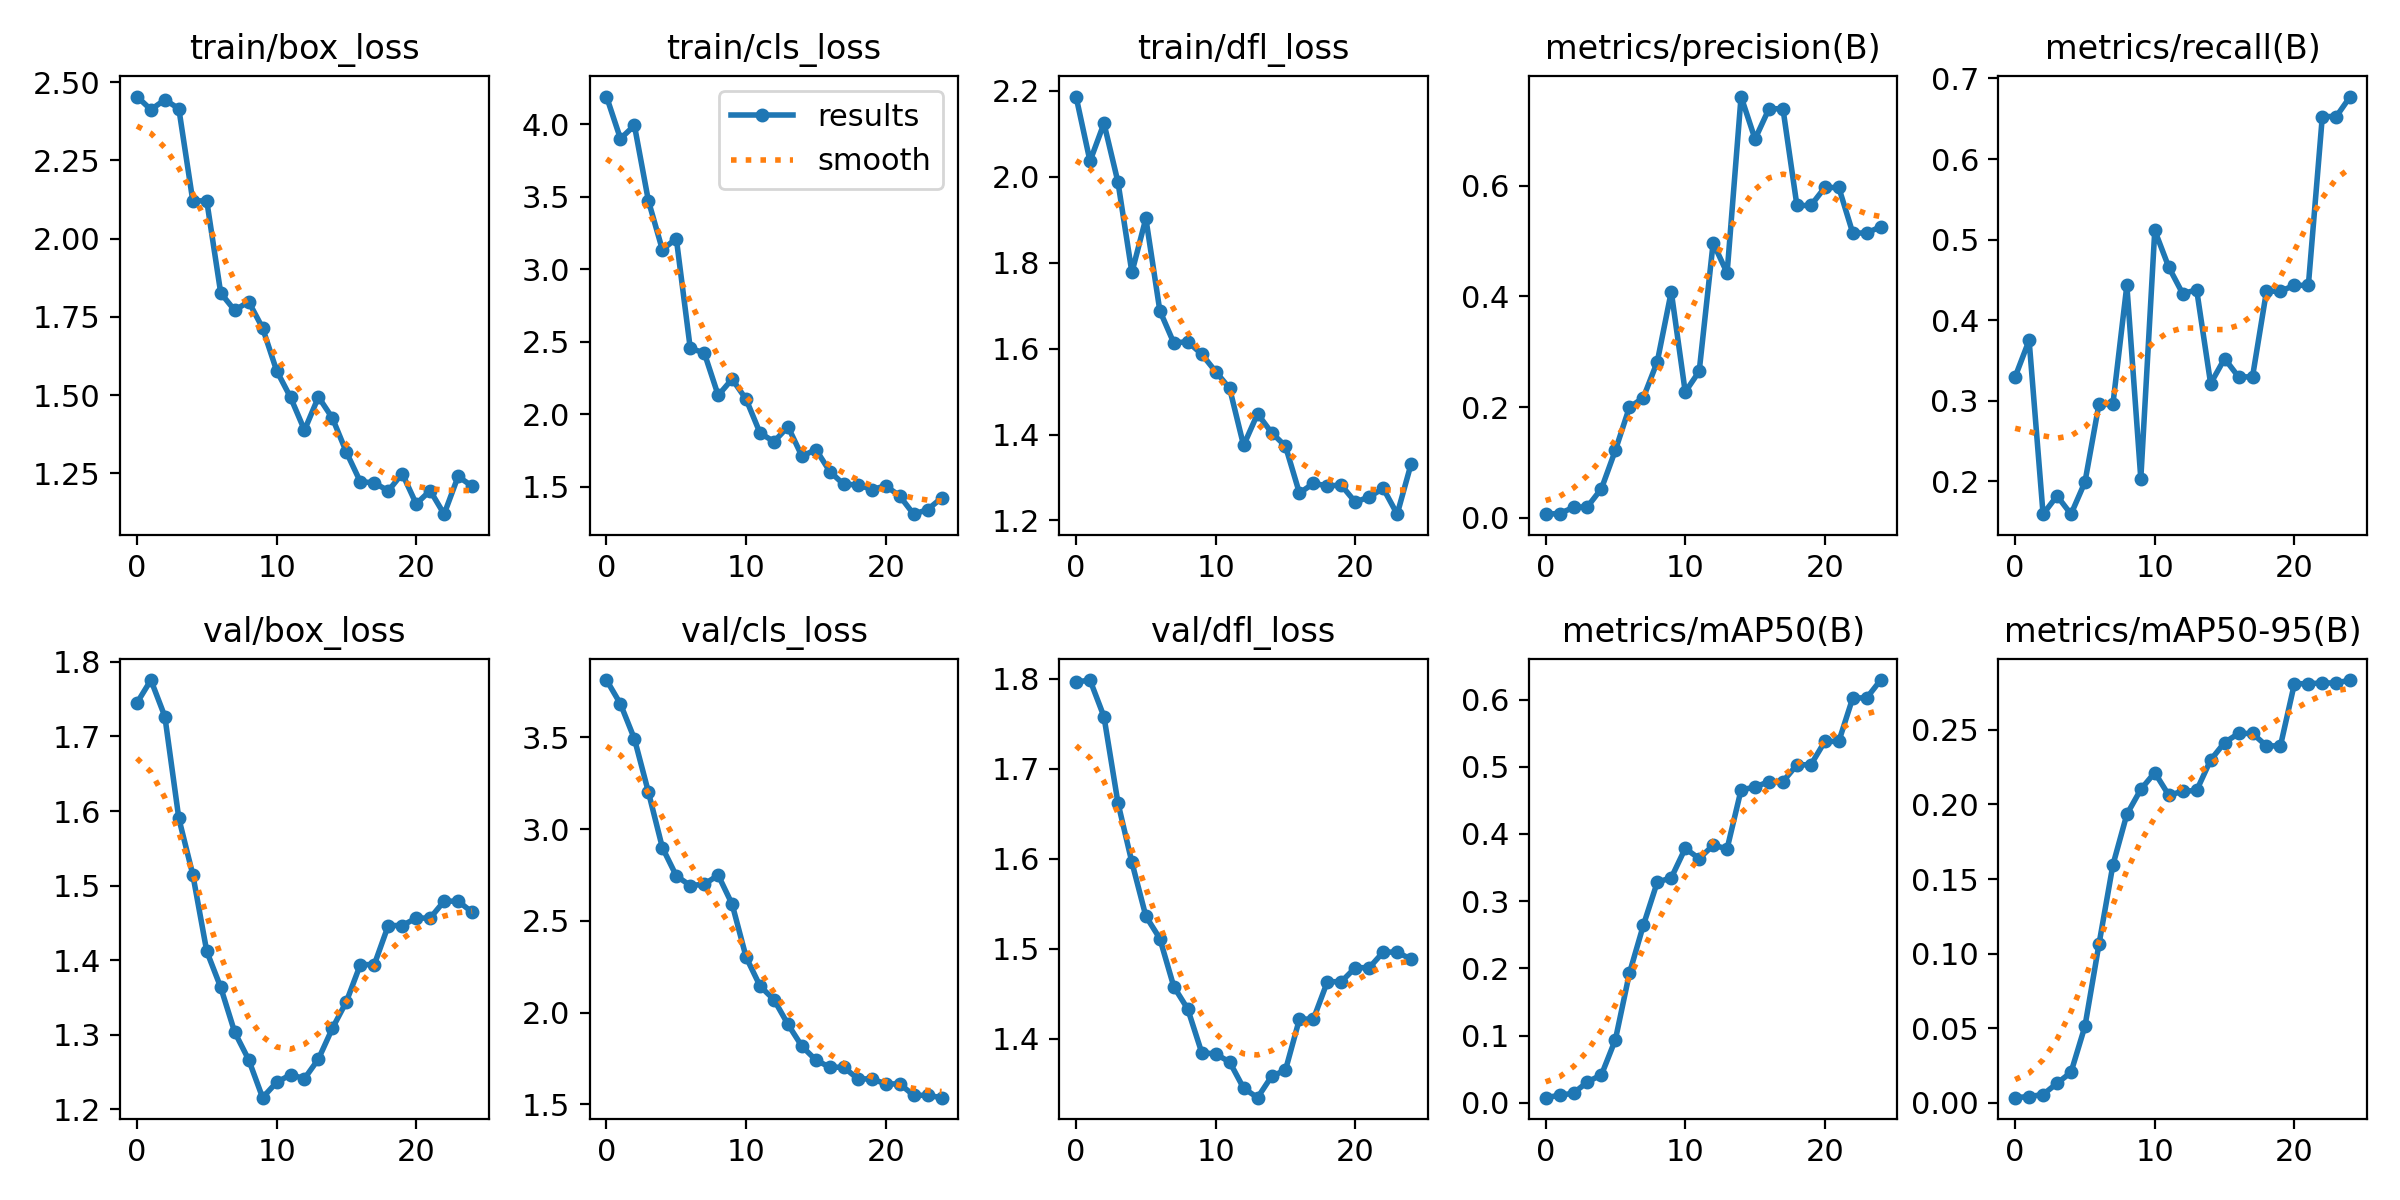 train/box_loss
2.50
2.25
2.00
1.75
1.50
1.25
0 10 20
train/cls_loss
results
smooth
4.0
3.5
3.0
2.5
2.0
1.5
0 10 20
train/dfl_loss
2.2
2.0
1.8
1.6
1.4
1.2
0 10 20
metrics/precision(B)
0.6
0.4
0.2
0.0
0 10 20
metrics/recall(B)
0.7
0.6
0.5
0.4
0.3
0.2
0 10 20
val/box_loss
1.8
1.7
1.6
1.5
1.4
1.3
1.2
0 10 20
val/cls_loss
3.5
3.0
2.5
2.0
1.5
0 10 20
val/dfl_loss
1.8
1.7
1.6
1.5
1.4
0 10 20
metrics/mAP50(B)
0.6
0.5
0.4
0.3
0.2
0.1
0.0
0 10 20
metrics/mAP50-95(B)
0.25
0.20
0.15
0.10
0.05
0.00
0 10 20